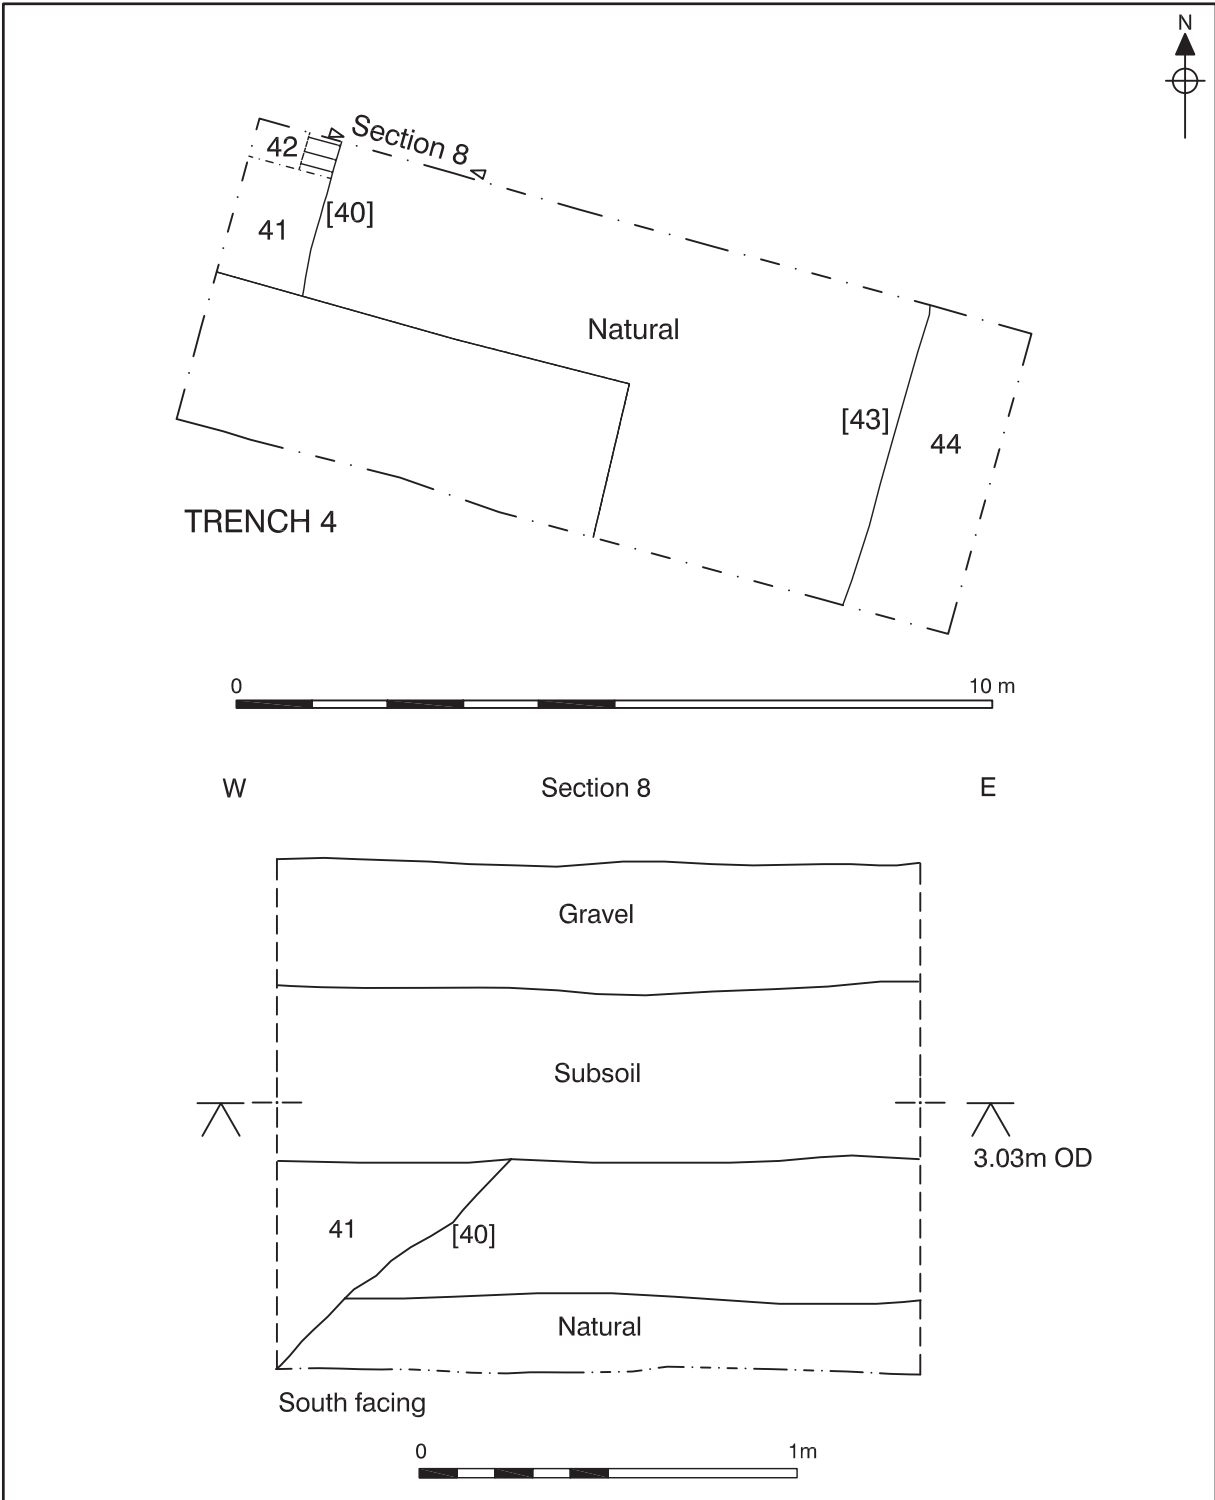 N
Section 8
42
[40]
41
Natural
[43]
44
TRENCH 4
0 10 m
W Section 8 E
Gravel
Subsoil
3.03m OD
41
[40]
Natural
South facing
0 1m